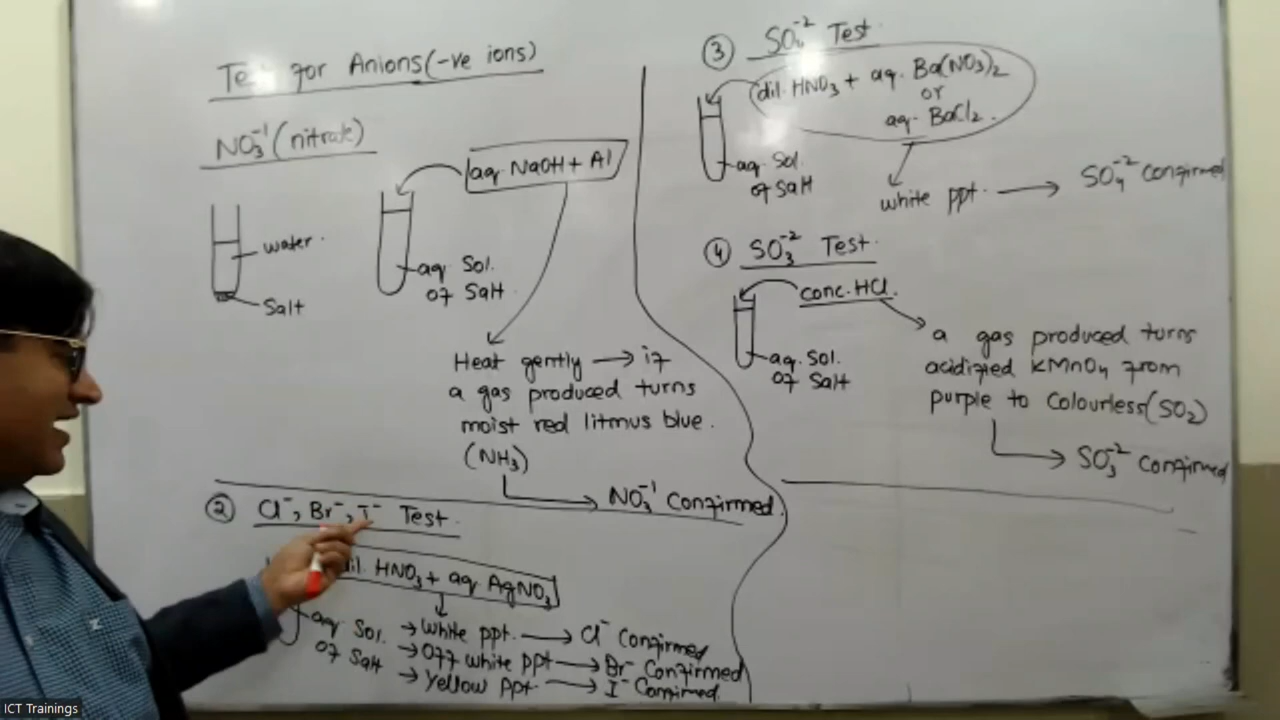 Test for Anions(-ve ions)
NO3^-1 (nitrate)
water.
Salt
aq. NaOH + Al
aq. Sol.
of Salt.
Heat gently → if
a gas produced turns
moist red litmus blue.
(NH3)
→ NO3^-1 Confirmed.
② Cl^-, Br^-, I^- Test.
dil. HNO3 + aq. AgNO3
aq. Sol.
of Salt
→ White ppt. → Cl^- Confirmed
→ Off white ppt → Br^- Confirmed
→ Yellow ppt. → I^- Confirmed.
③ SO4^-2 Test
dil. HNO3 + aq. Ba(NO3)2
or
aq. BaCl2.
aq. Sol.
of Salt
white ppt. → SO4^-2 confirmed
④ SO3^-2 Test.
conc. HCl.
aq. Sol.
of Salt
a gas produced turns
acidified KMnO4 from
purple to Colourless(SO2)
→ SO3^-2 Confirmed
ICT Trainings